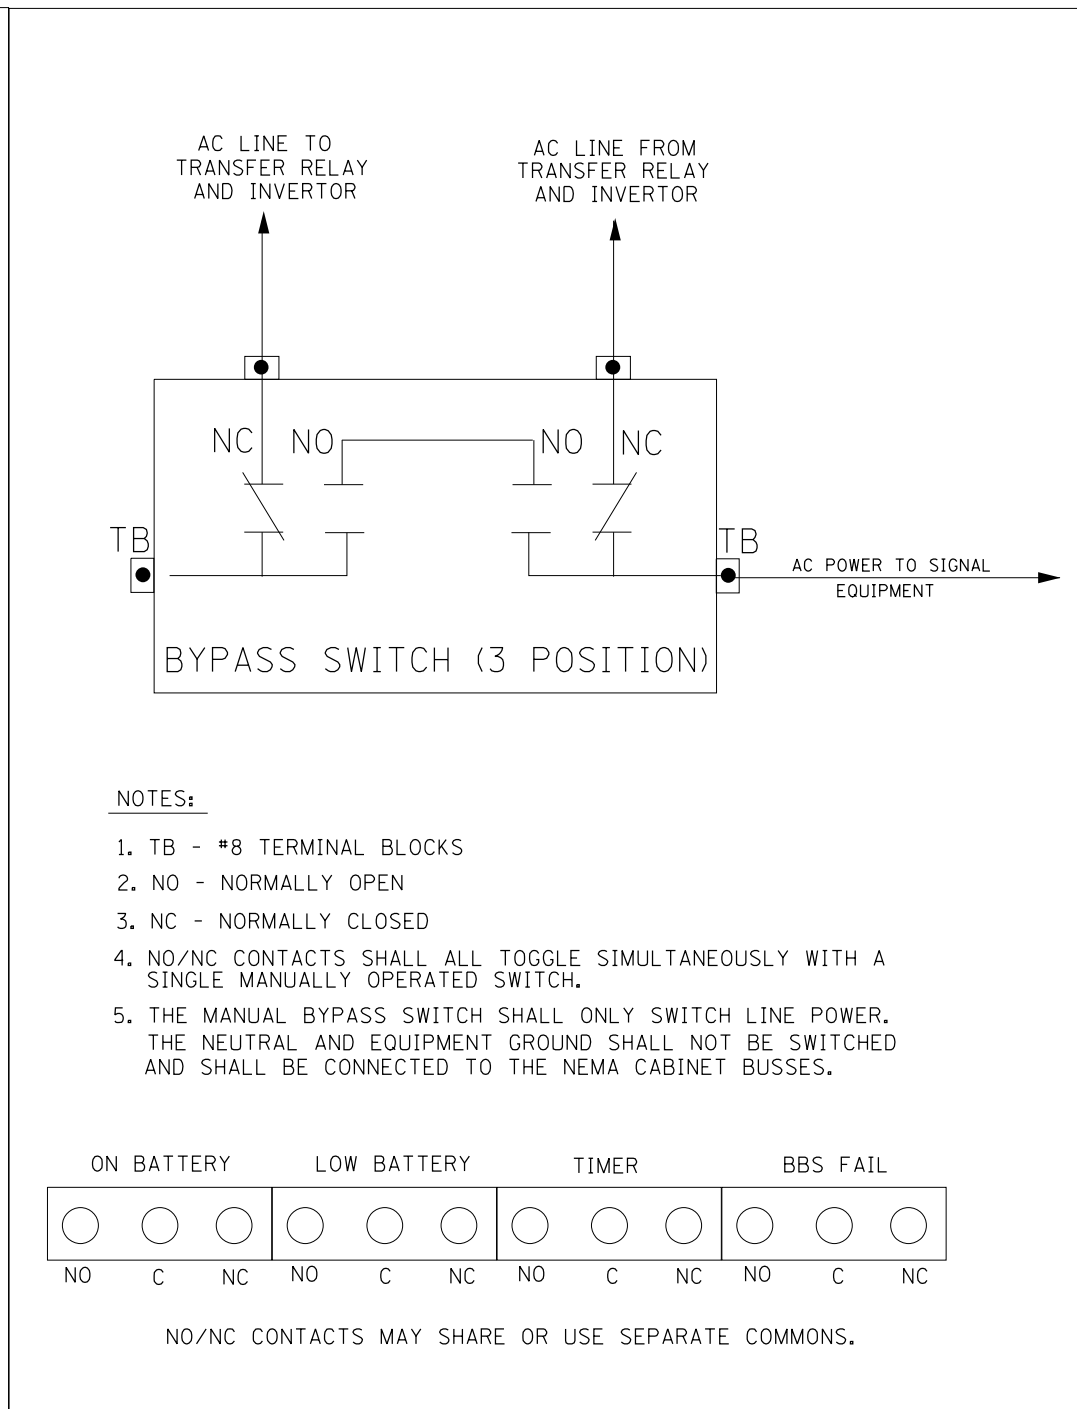 AC LINE TO
TRANSFER RELAY
AND INVERTOR
AC LINE FROM
TRANSFER RELAY
AND INVERTOR
NC NO NO NC
TB
TB
AC POWER TO SIGNAL
EQUIPMENT
BYPASS SWITCH (3 POSITION)
NOTES:
1. TB - #8 TERMINAL BLOCKS
2. NO - NORMALLY OPEN
3. NC - NORMALLY CLOSED
4. NO/NC CONTACTS SHALL ALL TOGGLE SIMULTANEOUSLY WITH A
SINGLE MANUALLY OPERATED SWITCH.
5. THE MANUAL BYPASS SWITCH SHALL ONLY SWITCH LINE POWER.
THE NEUTRAL AND EQUIPMENT GROUND SHALL NOT BE SWITCHED
AND SHALL BE CONNECTED TO THE NEMA CABINET BUSSES.
ON BATTERY LOW BATTERY TIMER BBS FAIL
NO C NC NO C NC NO C NC NO C NC
NO/NC CONTACTS MAY SHARE OR USE SEPARATE COMMONS.